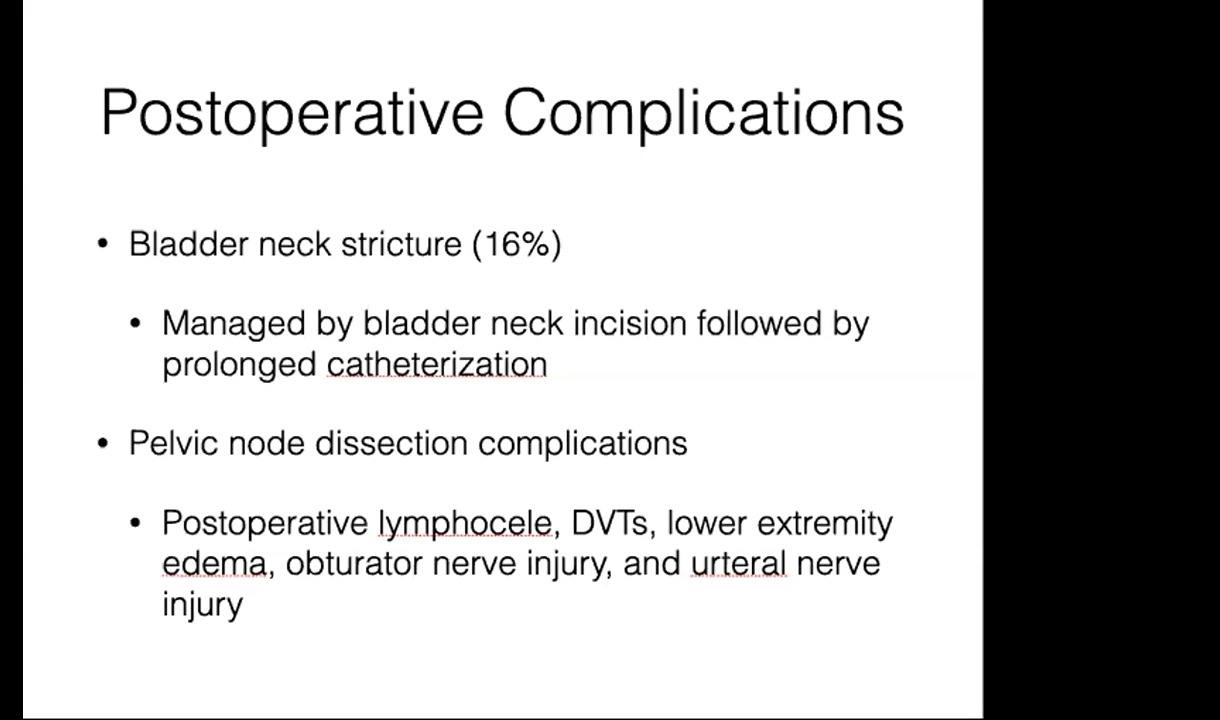 Postoperative Complications
• Bladder neck stricture (16%)
• Managed by bladder neck incision followed by
prolonged catheterization
• Pelvic node dissection complications
• Postoperative lymphocele, DVTs, lower extremity
edema, obturator nerve injury, and urteral nerve
injury